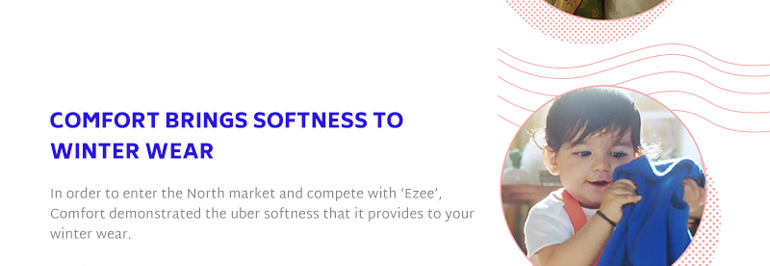 COMFORT BRINGS SOFTNESS TO
WINTER WEAR
In order to enter the North market and compete with ‘Ezee’,
Comfort demonstrated the uber softness that it provides to your
winter wear.